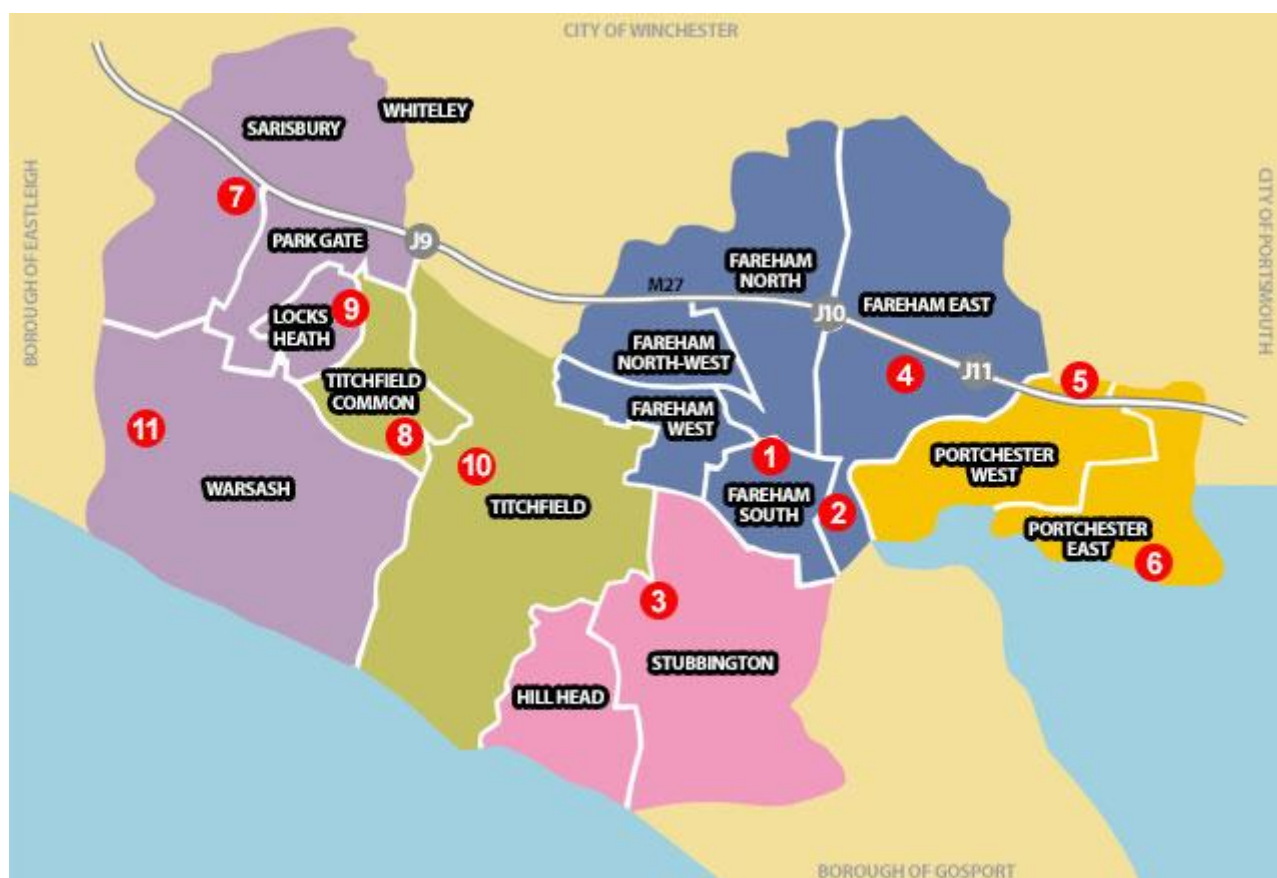 CITY OF WINCHESTER
WHITELEY
SARISBURY
BOROUGH OF EASTLEIGH
CITY OF PORTSMOUTH
7
PARK GATE
J9
FAREHAM
NORTH
M27
J10
FAREHAM EAST
9
LOCKS
HEATH
FAREHAM
NORTH-WEST
4
J11
5
TITCHFIELD
COMMON
8
FAREHAM
WEST
11
10
1
PORTCHESTER
WEST
WARSASH
TITCHFIELD
FAREHAM
SOUTH
2
PORTCHESTER
EAST
6
3
STUBBINGTON
HILL HEAD
BOROUGH OF GOSPORT